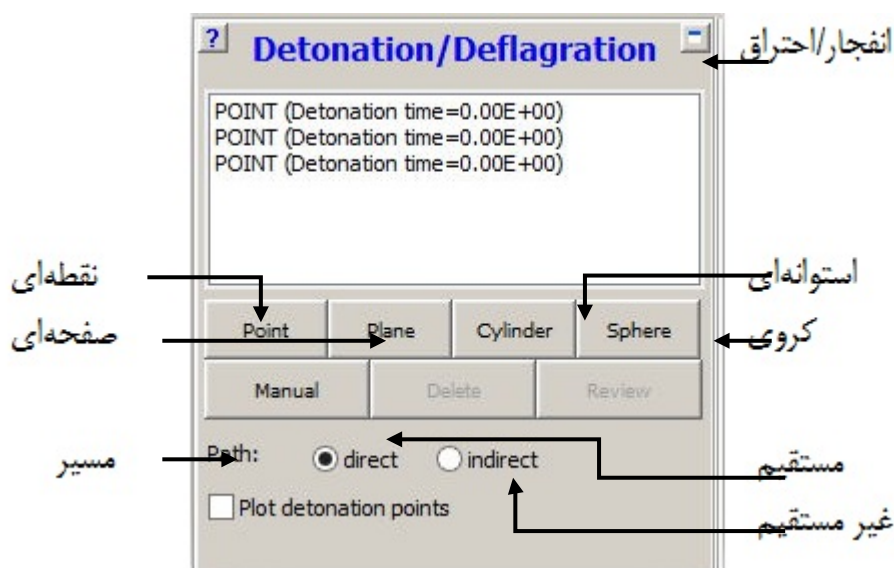 ?
Detonation/Deflagration
انفجار/احتراق
POINT (Detonation time=0.00E+00)
POINT (Detonation time=0.00E+00)
POINT (Detonation time=0.00E+00)
نقطه‌ای
استوانه‌ای
Point Plane Cylinder Sphere
صفحه‌ای
کروی
Manual Delete Review
Path: direct indirect
مسیر
مستقیم
Plot detonation points
غیر مستقیم